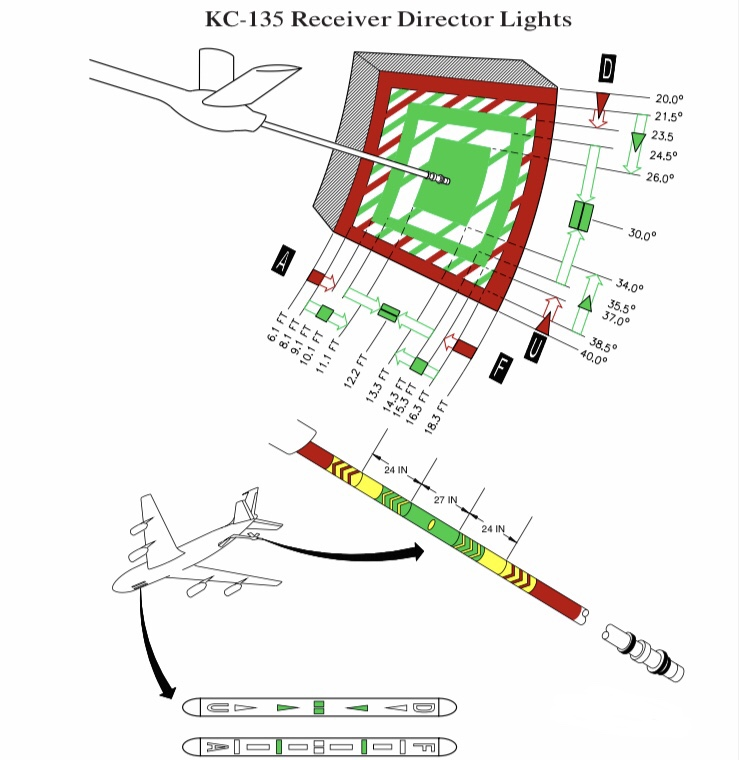 KC-135 Receiver Director Lights
D
20.0°
21.5°
23.5
24.5°
26.0°
30.0°
34.0°
35.5°
37.0°
38.5°
40.0°
A
U
F
6.1 FT
8.1 FT
9.1 FT
10.1 FT
11.1 FT
12.2 FT
13.3 FT
14.3 FT
15.3 FT
16.3 FT
18.3 FT
24 IN
27 IN
24 IN
U D
A F